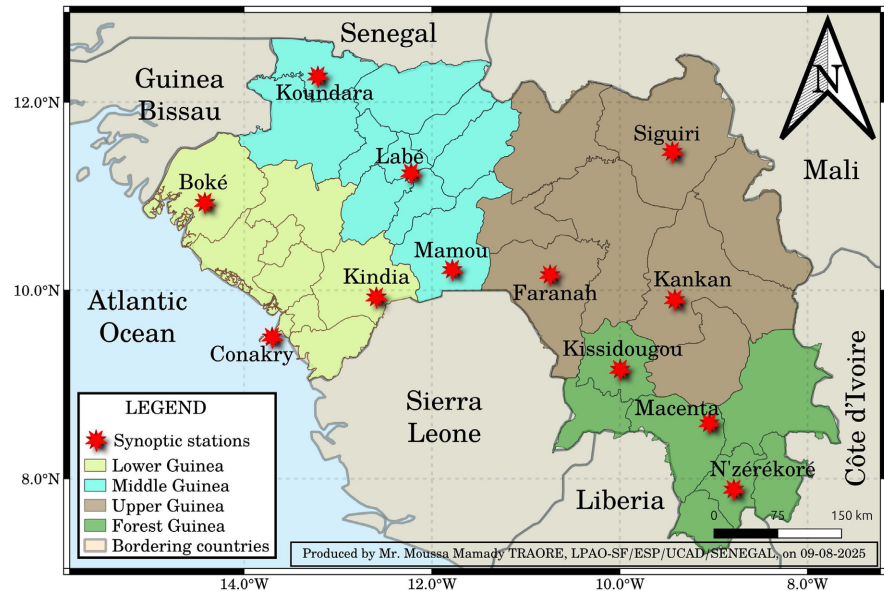 Senegal
Guinea
Bissau
Koundara
12.0°N
N
Siguiri
Mali
Labé
Boké
Mamou
Kindia
Faranah
Kankan
10.0°N
Atlantic
Ocean
Conakry
Kissidougou
Macenta
Sierra
Leone
Côte d'Ivoire
N'zérékoré
Liberia
8.0°N
LEGEND
Synoptic stations
Lower Guinea
Middle Guinea
Upper Guinea
Forest Guinea
Bordering countries
0 75 150 km
Produced by Mr. Moussa Mamady TRAORE, LPAO-SF/ESP/UCAD/SENEGAL, on 09-08-2025
14.0°W 12.0°W 10.0°W 8.0°W